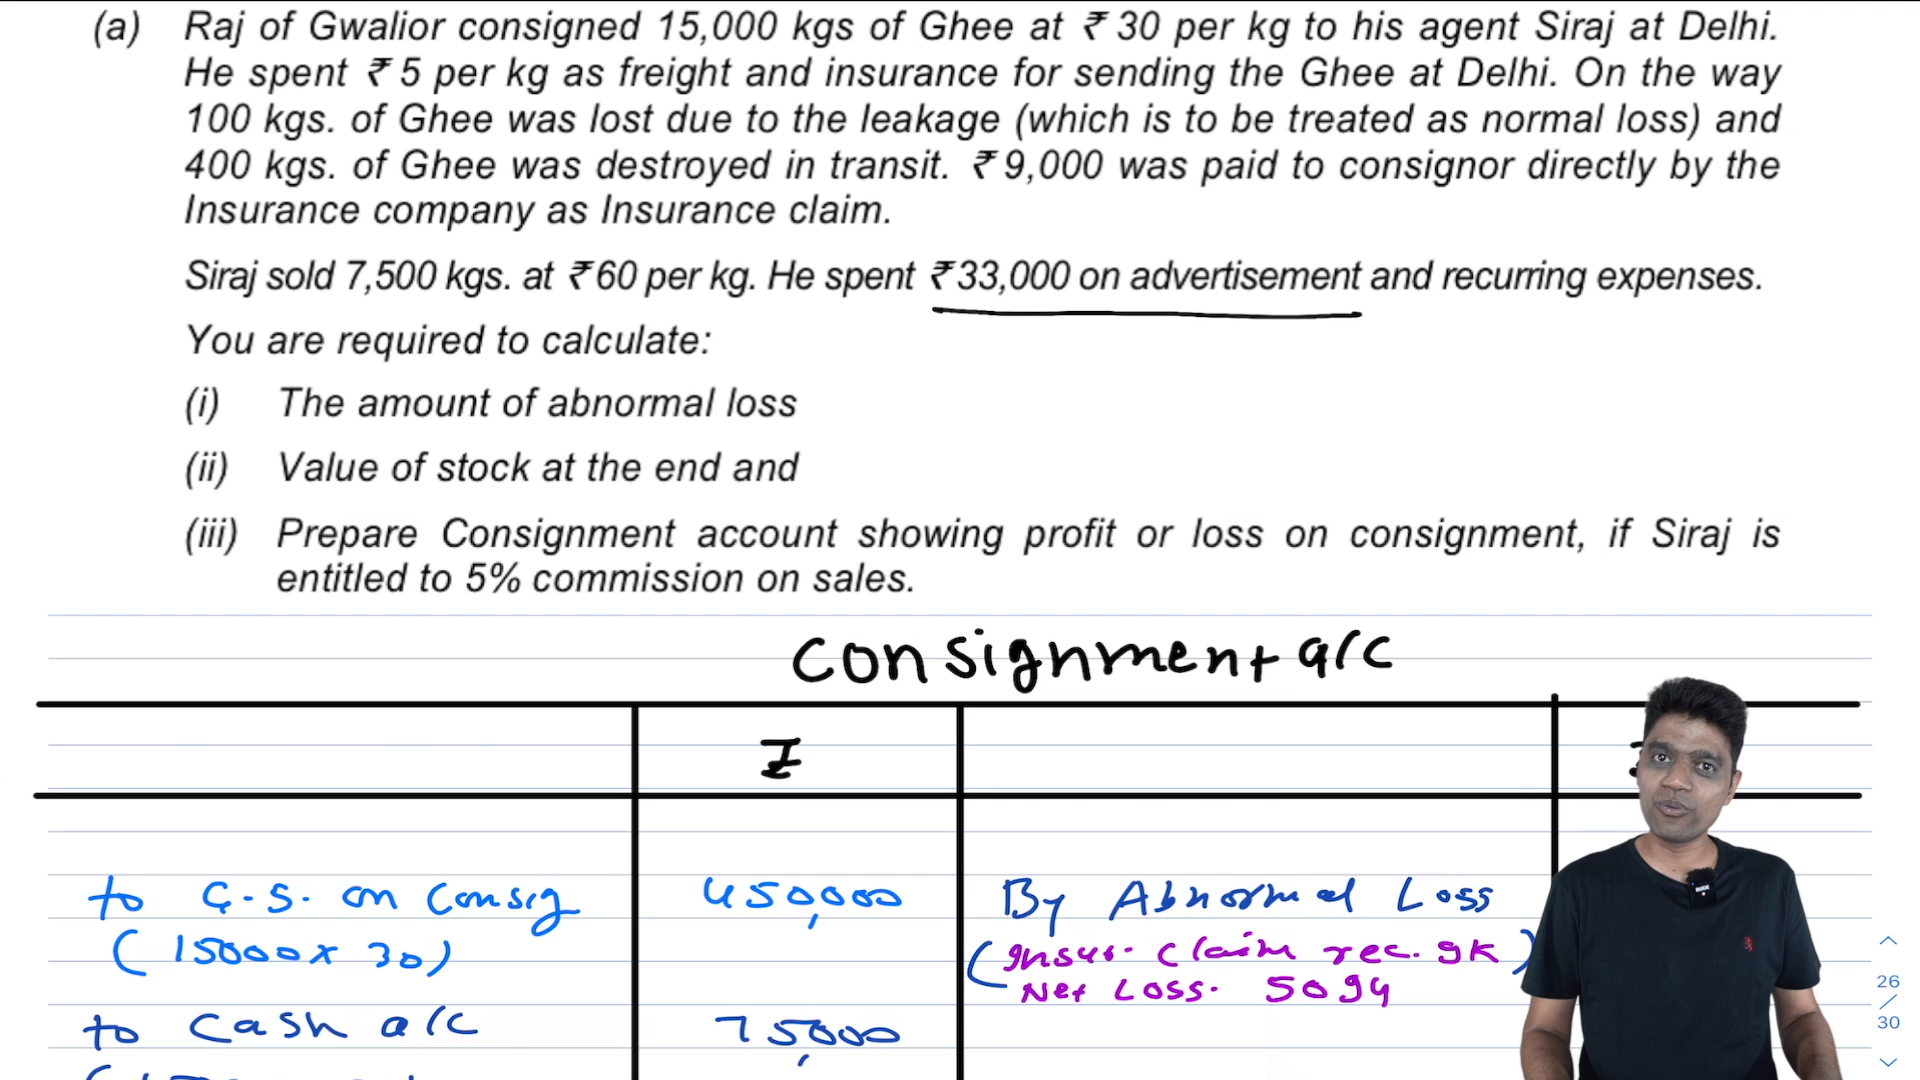 (a) Raj of Gwalior consigned 15,000 kgs of Ghee at ₹ 30 per kg to his agent Siraj at Delhi.
He spent ₹ 5 per kg as freight and insurance for sending the Ghee at Delhi. On the way
100 kgs. of Ghee was lost due to the leakage (which is to be treated as normal loss) and
400 kgs. of Ghee was destroyed in transit. ₹ 9,000 was paid to consignor directly by the
Insurance company as Insurance claim.
Siraj sold 7,500 kgs. at ₹ 60 per kg. He spent ₹ 33,000 on advertisement and recurring expenses.
You are required to calculate:
(i) The amount of abnormal loss
(ii) Value of stock at the end and
(iii) Prepare Consignment account showing profit or loss on consignment, if Siraj is
entitled to 5% commission on sales.
Consignment a/c
₹
to G.S. on Consig 450,000 By Abnormal Loss
(15000 x 30) (Insur. Claim rec. 9K)
Net Loss. 5094
to Cash a/c 75,000
26
/
30